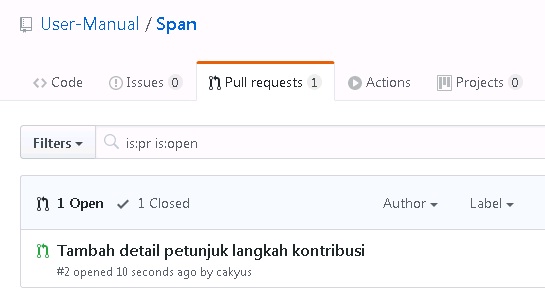 User-Manual / Span
Code Issues 0 Pull requests 1 Actions Projects 0
Filters is:pr is:open
1 Open 1 Closed Author Label
Tambah detail petunjuk langkah kontribusi
#2 opened 10 seconds ago by cakyus